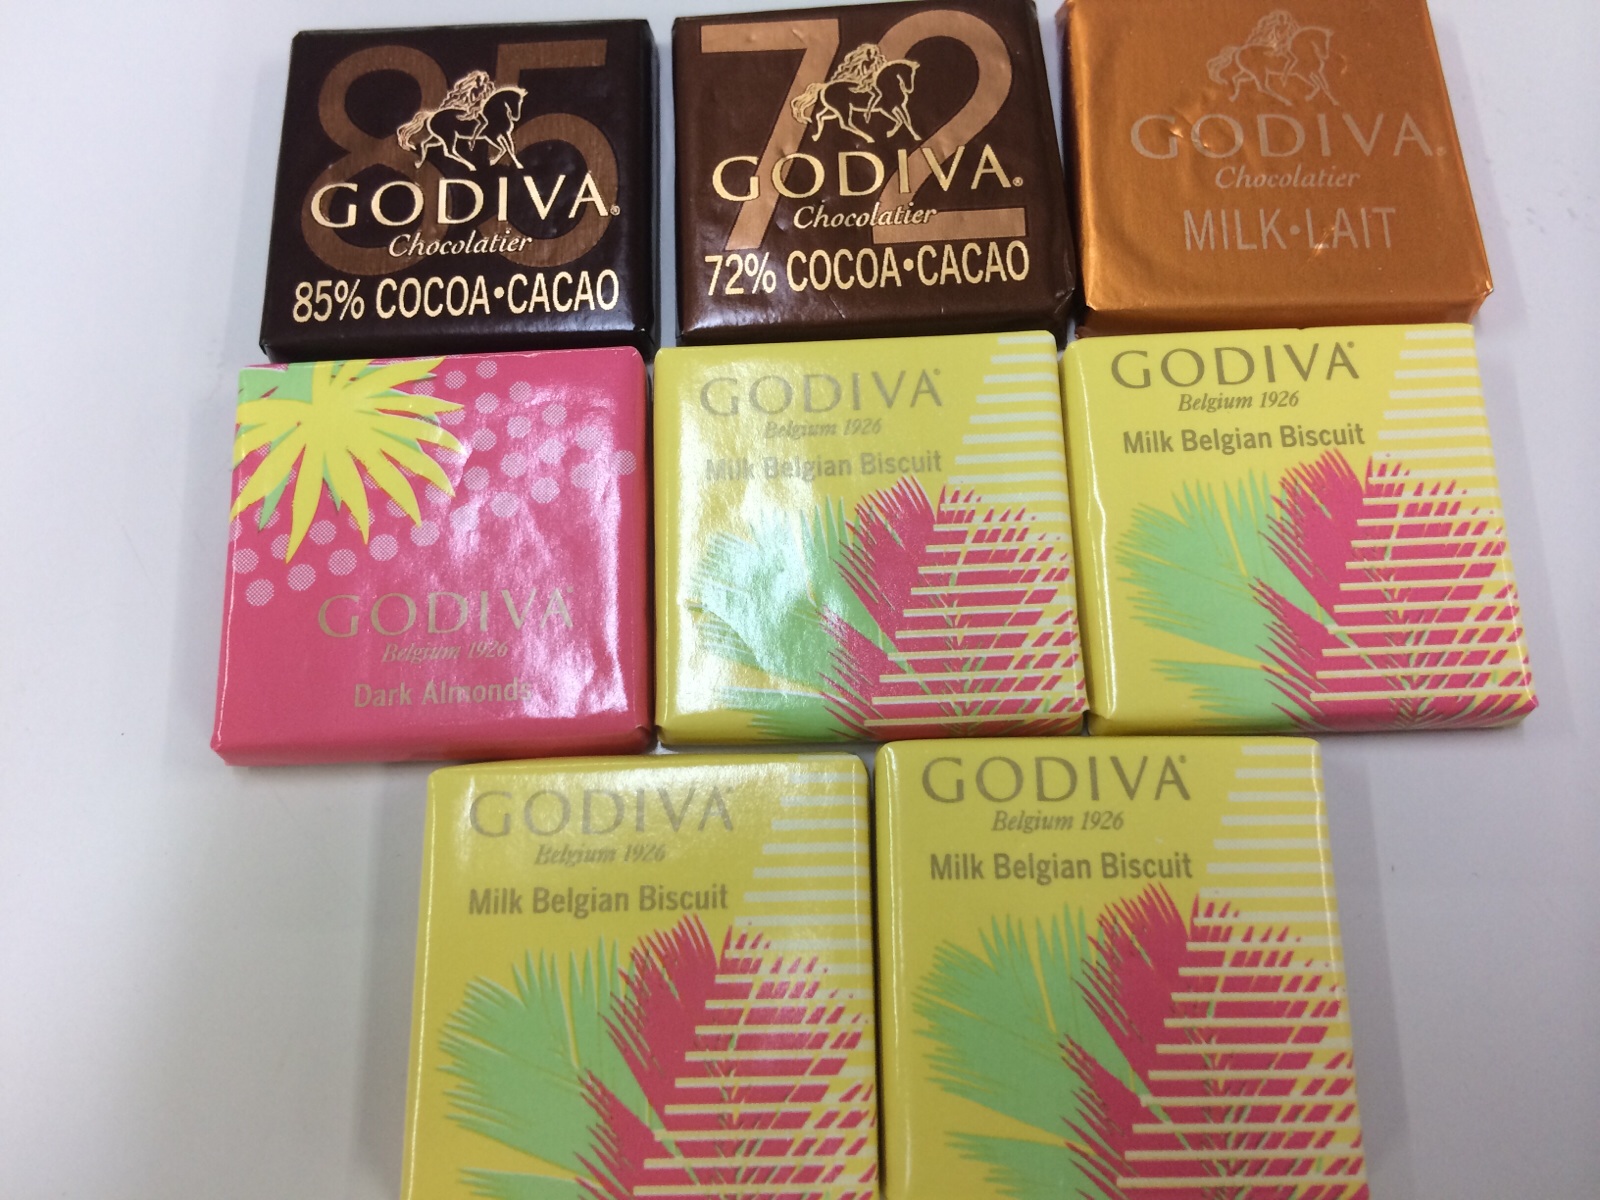 85
GODIVA®
Chocolatier
85% COCOA•CACAO
72
GODIVA®
Chocolatier
72% COCOA•CACAO
GODIVA®
Chocolatier
MILK•LAIT
GODIVA
Belgium 1926
Dark Almonds
GODIVA
Belgium 1926
Milk Belgian Biscuit
GODIVA
Belgium 1926
Milk Belgian Biscuit
GODIVA
Belgium 1926
Milk Belgian Biscuit
GODIVA
Belgium 1926
Milk Belgian Biscuit